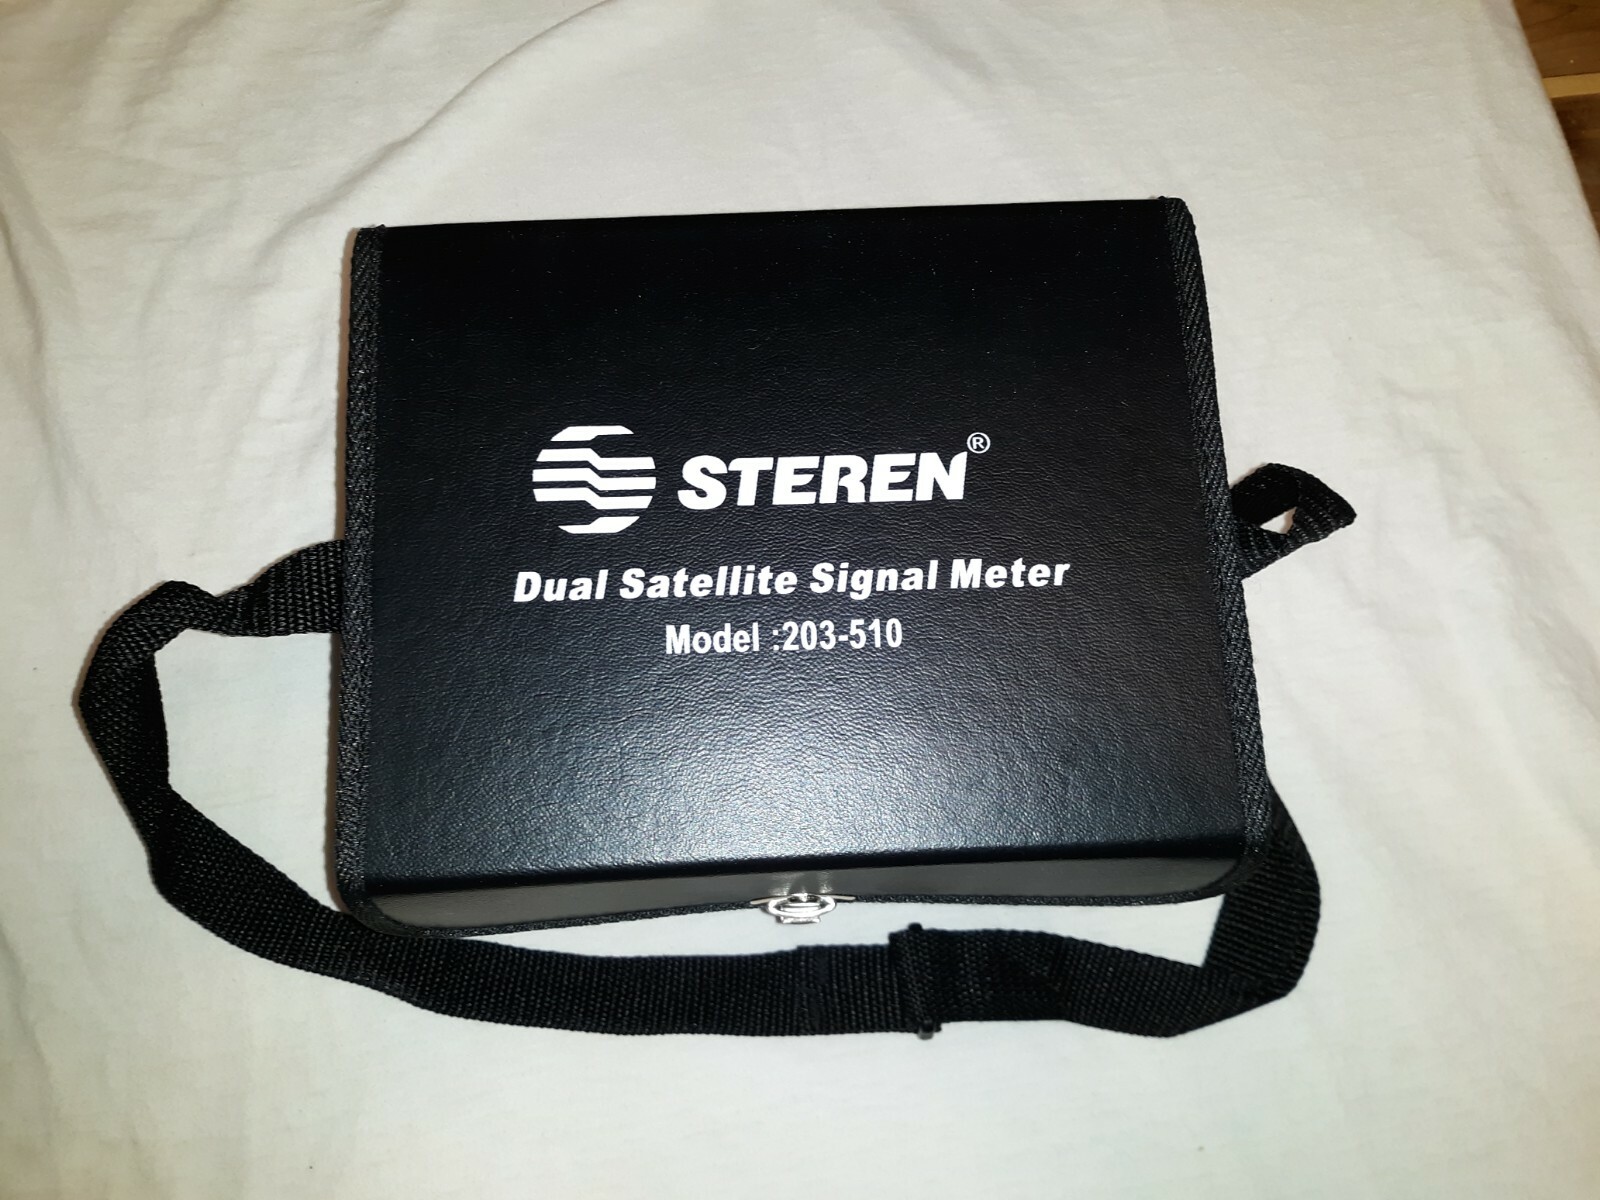 STEREN®
Dual Satellite Signal Meter
Model :203-510